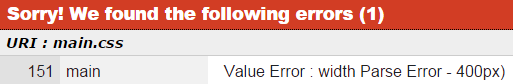 Sorry! We found the following errors (1)
URI : main.css
151 main Value Error : width Parse Error - 400px)